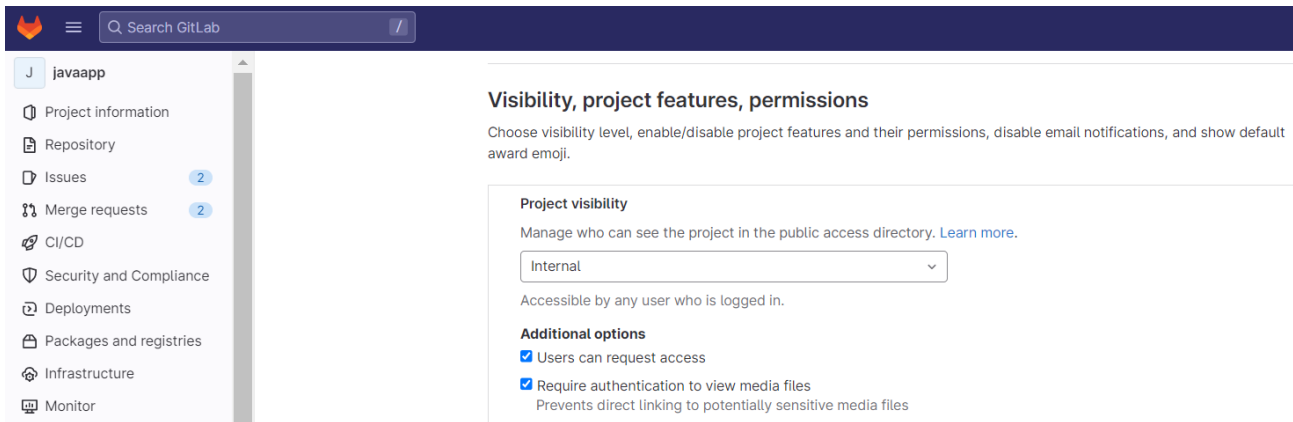 Search GitLab /
J javaapp
Project information
Repository
Issues 2
Merge requests 2
CI/CD
Security and Compliance
Deployments
Packages and registries
Infrastructure
Monitor
Visibility, project features, permissions
Choose visibility level, enable/disable project features and their permissions, disable email notifications, and show default
award emoji.
Project visibility
Manage who can see the project in the public access directory. Learn more.
Internal
Accessible by any user who is logged in.
Additional options
Users can request access
Require authentication to view media files
Prevents direct linking to potentially sensitive media files